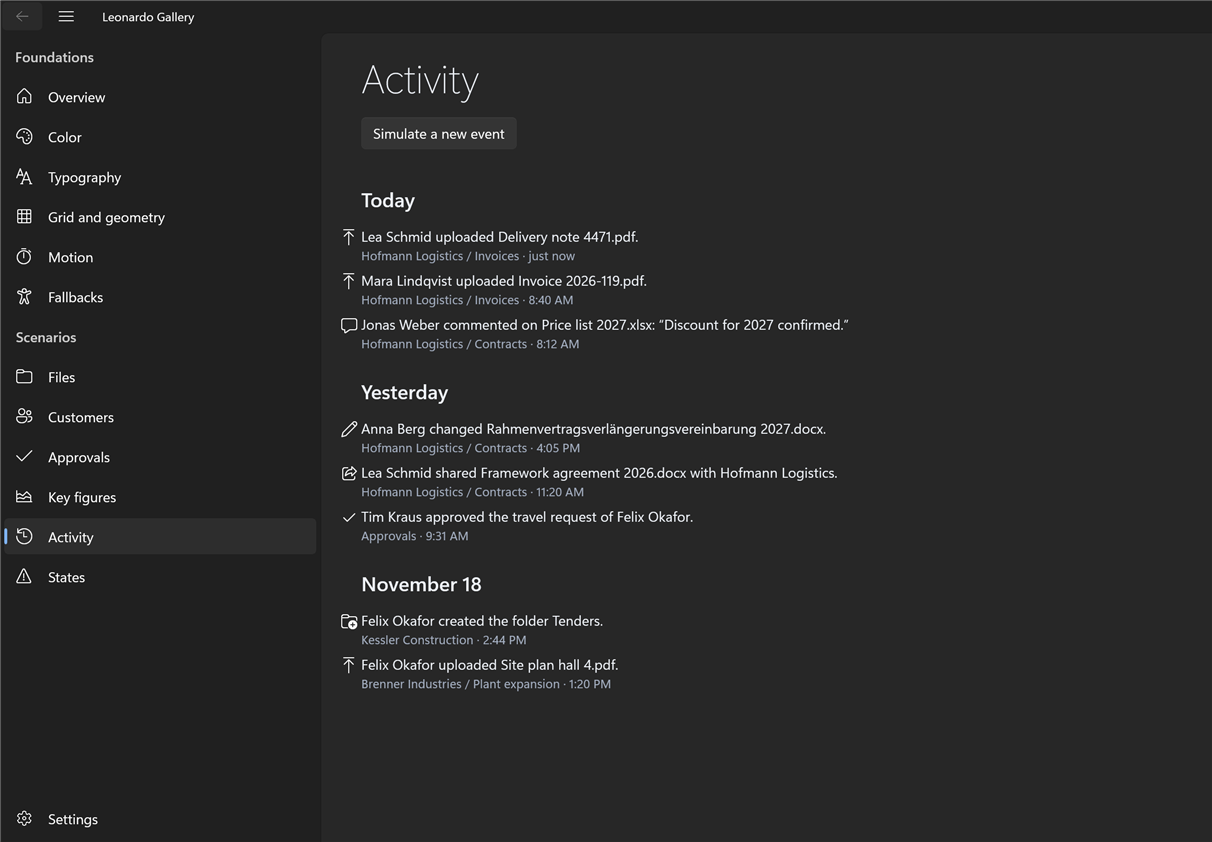 Leonardo Gallery
Foundations
Overview
Color
Typography
Grid and geometry
Motion
Fallbacks
Scenarios
Files
Customers
Approvals
Key figures
Activity
States
Settings
Activity
Simulate a new event
Today
Lea Schmid uploaded Delivery note 4471.pdf.
Hofmann Logistics / Invoices · just now
Mara Lindqvist uploaded Invoice 2026-119.pdf.
Hofmann Logistics / Invoices · 8:40 AM
Jonas Weber commented on Price list 2027.xlsx: “Discount for 2027 confirmed.”
Hofmann Logistics / Contracts · 8:12 AM
Yesterday
Anna Berg changed Rahmenvertragsverlängerungsvereinbarung 2027.docx.
Hofmann Logistics / Contracts · 4:05 PM
Lea Schmid shared Framework agreement 2026.docx with Hofmann Logistics.
Hofmann Logistics / Contracts · 11:20 AM
Tim Kraus approved the travel request of Felix Okafor.
Approvals · 9:31 AM
November 18
Felix Okafor created the folder Tenders.
Kessler Construction · 2:44 PM
Felix Okafor uploaded Site plan hall 4.pdf.
Brenner Industries / Plant expansion · 1:20 PM